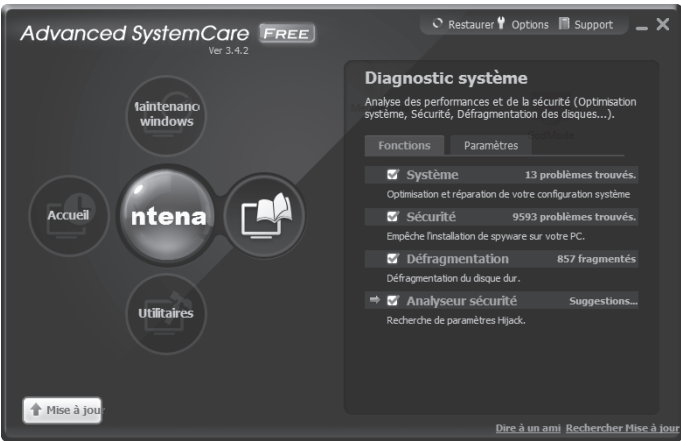 Advanced SystemCare FREE
Ver 3.4.2
Restaurer Options Support
Maintenanc
windows
Accueil
ntena
Utilitaires
Mise à jour
Diagnostic système
Analyse des performances et de la sécurité (Optimisation
système, Sécurité, Défragmentation des disques...).
Fonctions Paramètres
Système 13 problèmes trouvés.
Optimisation et réparation de votre configuration système
Sécurité 9593 problèmes trouvés.
Empêche l'installation de spyware sur votre PC.
Défragmentation 857 fragmentés
Défragmentation du disque dur.
Analyseur sécurité Suggestions...
Recherche de paramètres Hijack.
Dire à un ami Rechercher Mise à jour